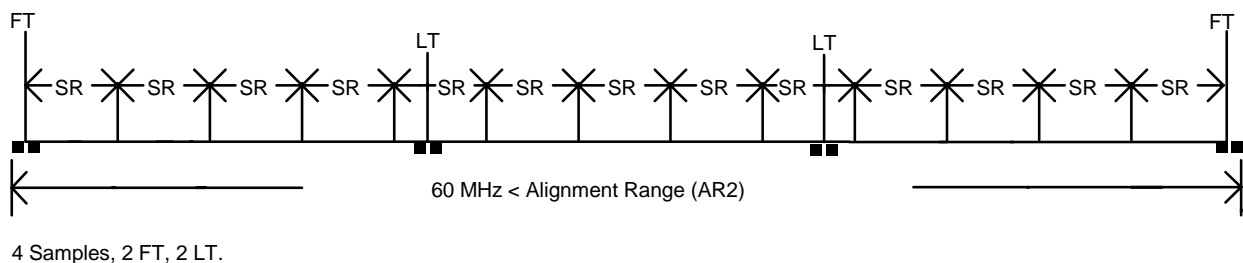 FT FT
LT LT
SR SR SR SR SR SR SR SR SR SR SR SR SR
60 MHz < Alignment Range (AR2)
4 Samples, 2 FT, 2 LT.